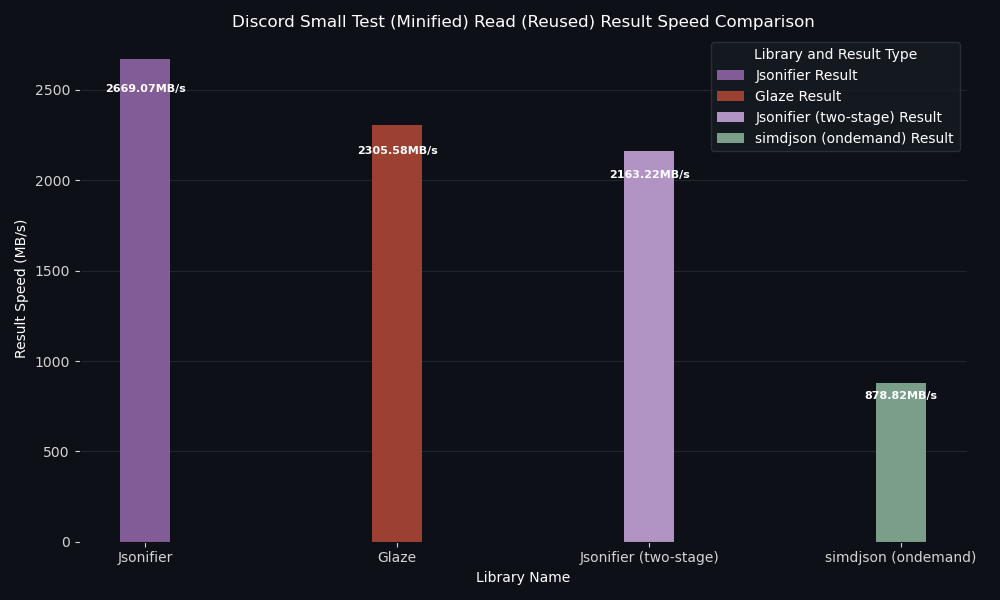 Discord Small Test (Minified) Read (Reused) Result Speed Comparison
Library and Result Type
Jsonifier Result
Glaze Result
Jsonifier (two-stage) Result
simdjson (ondemand) Result
2669.07MB/s
2305.58MB/s
2163.22MB/s
878.82MB/s
Result Speed (MB/s)
2500
2000
1500
1000
500
0
Jsonifier
Glaze
Jsonifier (two-stage)
simdjson (ondemand)
Library Name